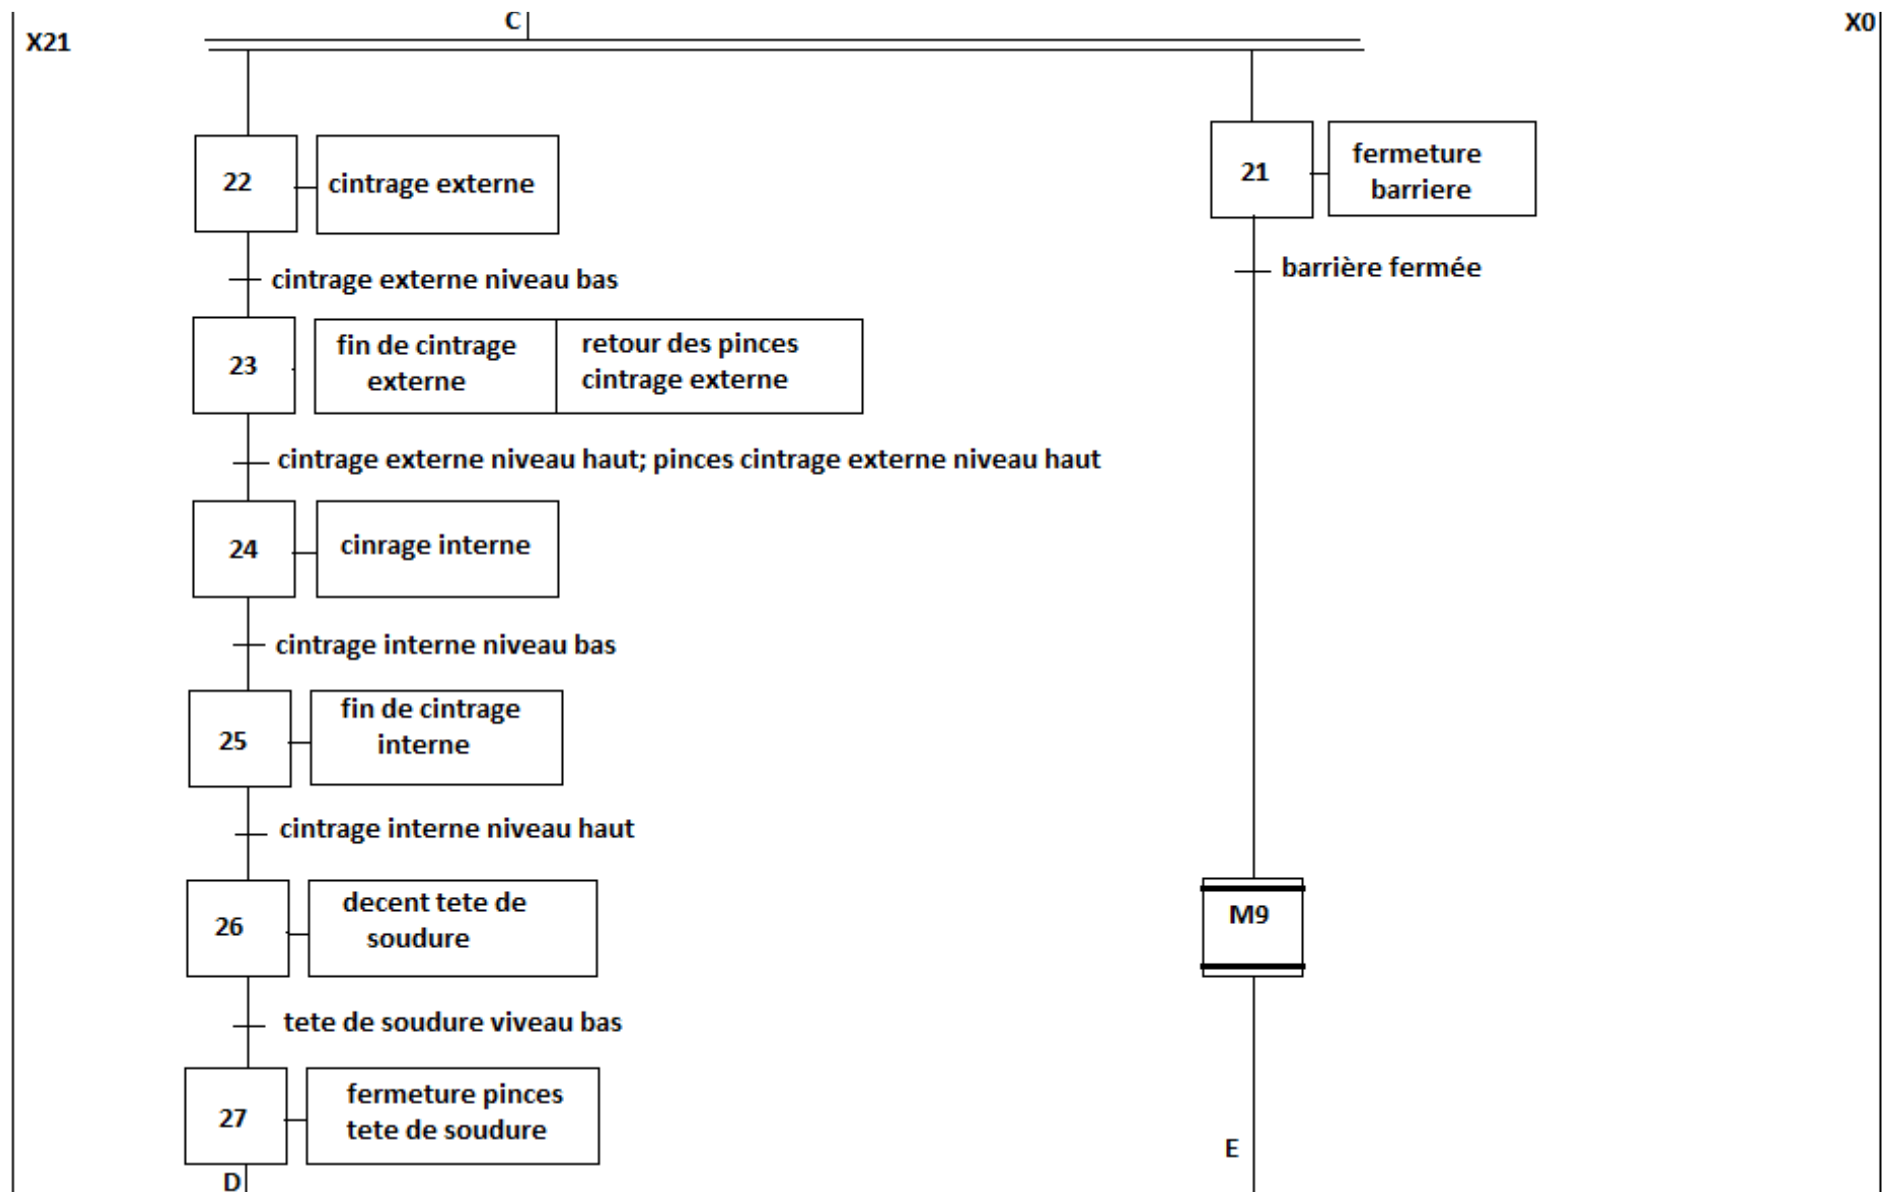 C
X0
X21
22
cintrage externe
21
fermeture
barriere
cintrage externe niveau bas
barrière fermée
23
fin de cintrage
externe
retour des pinces
cintrage externe
cintrage externe niveau haut; pinces cintrage externe niveau haut
24
cinrage interne
cintrage interne niveau bas
25
fin de cintrage
interne
cintrage interne niveau haut
26
decent tete de
soudure
M9
tete de soudure viveau bas
27
fermeture pinces
tete de soudure
E
D